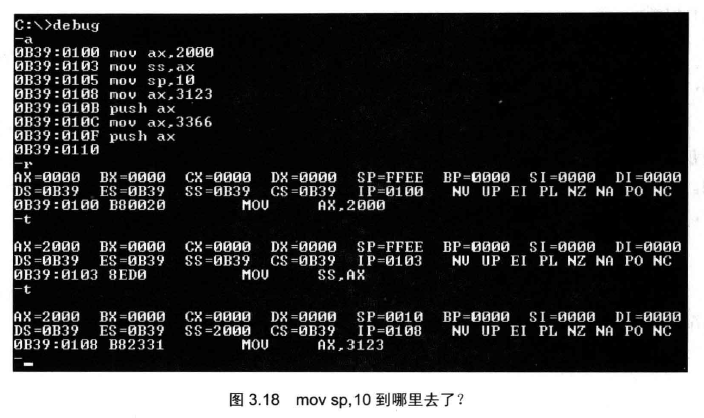 C:\>debug
-a
0B39:0100 mov ax,2000
0B39:0103 mov ss,ax
0B39:0105 mov sp,10
0B39:0108 mov ax,3123
0B39:010B push ax
0B39:010C mov ax,3366
0B39:010F push ax
0B39:0110
-r
AX=0000 BX=0000 CX=0000 DX=0000 SP=FFEE BP=0000 SI=0000 DI=0000
DS=0B39 ES=0B39 SS=0B39 CS=0B39 IP=0100 NV UP EI PL NZ NA PO NC
0B39:0100 B80020 MOV AX,2000
-t
AX=2000 BX=0000 CX=0000 DX=0000 SP=FFEE BP=0000 SI=0000 DI=0000
DS=0B39 ES=0B39 SS=0B39 CS=0B39 IP=0103 NV UP EI PL NZ NA PO NC
0B39:0103 8ED0 MOV SS,AX
-t
AX=2000 BX=0000 CX=0000 DX=0000 SP=0010 BP=0000 SI=0000 DI=0000
DS=0B39 ES=0B39 SS=2000 CS=0B39 IP=0108 NV UP EI PL NZ NA PO NC
0B39:0108 B82331 MOV AX,3123
-_
图 3.18 mov sp,10 到哪里去了?